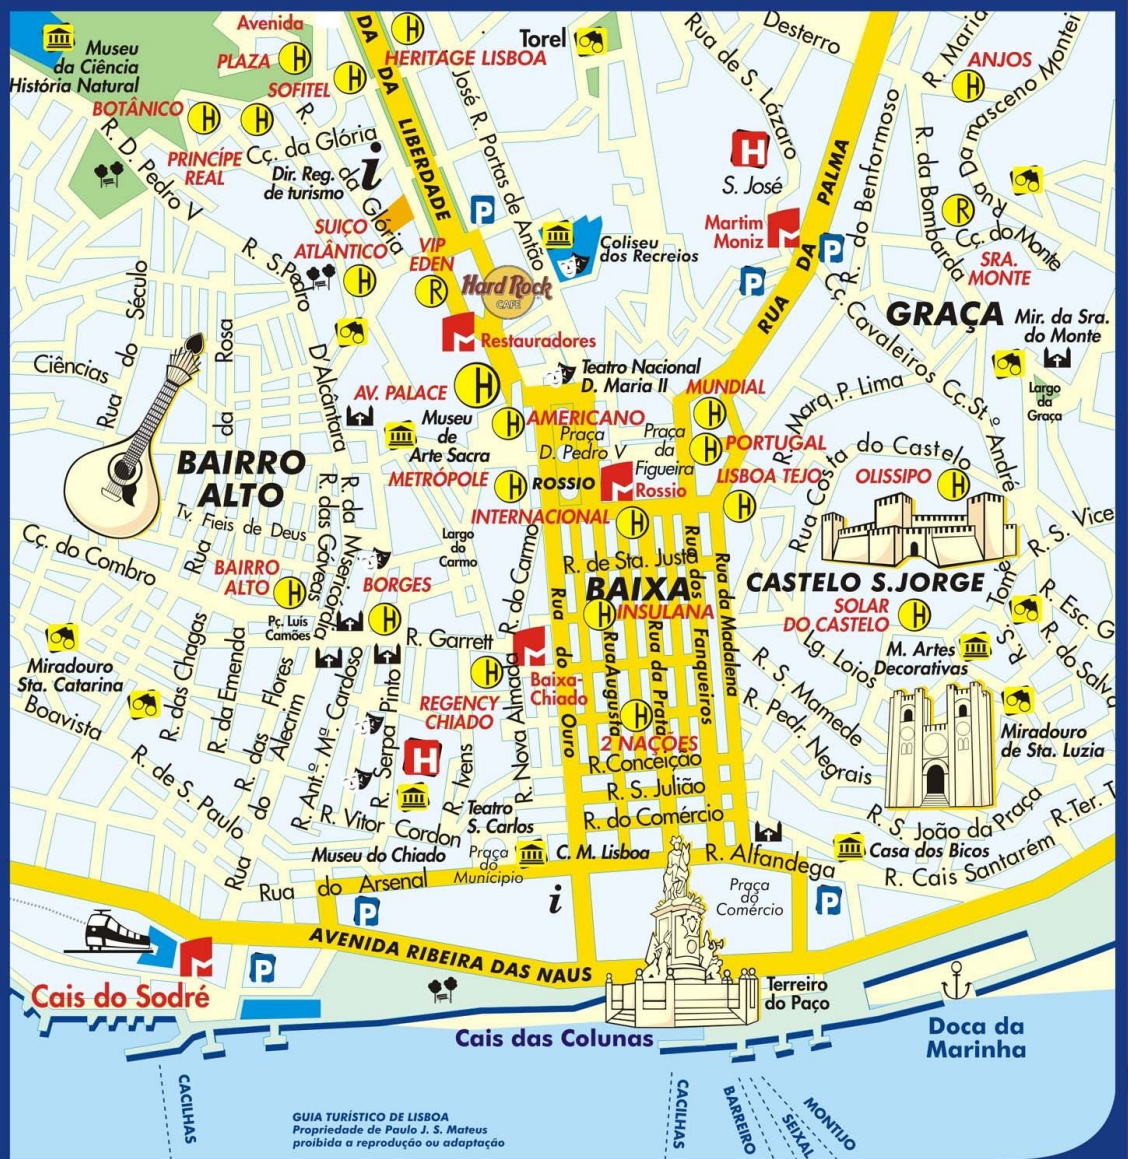 Avenida
PLAZA
SOFITEL
HERITAGE LISBOA
Museu
da Ciência
História Natural
BOTÂNICO
PRINCÍPE
REAL
R. D. Pedro V
R.
Cç. da Glória
da Glória
Dir. Reg.
de turismo
i
DA
DA LIBERDADE
José R. Portas de Antão
Torel
Rua de S. Lázaro
Desterro
R. Maria
ANJOS
Rua Damasceno Montei
H
S. José
Martim
Moniz
RUA DA PALMA
R. do Benformoso
R. da Bombarda
R
Cç. do Monte
SRA.
MONTE
SUIÇO
ATLÂNTICO
VIP
EDEN
R
P
Hard Rock
CAFE
Coliseu
dos Recreios
P
P
GRAÇA
Mir. da Sra.
do Monte
Largo
da
Graça
Cç. Cavaleiros
Cç.Stº André
R. S.Pedro
D'Alcântara
Ciências
Rua do Século
Rua da Rosa
Restauradores
Teatro Nacional
D. Maria II
AV. PALACE
H
Museu
de
Arte Sacra
AMERICANO
Praça
D. Pedro V
Praça
da
Figueira
MUNDIAL
PORTUGAL
LISBOA TEJO
R. Marq. P. Lima
Rua Costa do Castelo
OLISSIPO
METRÓPOLE
ROSSIO
Rossio
INTERNACIONAL
BAIRRO
ALTO
Tv. Fieis de Deus
Cç. do Combro
BAIRRO
ALTO
R. das Gáveas
R. da Misericórdia
Largo
do
Carmo
R. do Carmo
R. de Sta. Justa
BAIXA
INSULANA
CASTELO S.JORGE
R. S. Vice
R. S. Tomé
R. Esc. G
R. do Salva
SOLAR
DO CASTELO
M. Artes
Decorativas
Lg. Loios
BORGES
Pç. Luís
Camões
R. Garrett
Baixa-
Chiado
REGENCY
CHIADO
Rua do Ouro
Rua Augusta
Rua da Prata
Rua dos Fanqueiros
Rua da Madalena
2 NAÇÕES
R.Conceição
R. S. Julião
R. do Comércio
R. S. Mamede
R. Pedr. Negrais
Miradouro
de Sta. Luzia
Miradouro
Sta. Catarina
Boavista
R. das Chagas
R. da Emenda
R. das Flores
Rua do Alecrim
R. Antº Mª Cardoso
R. Serpa Pinto
R. Ivens
R. Nova Almada
H
R. de S. Paulo
R. Vitor Cordon
Teatro
S. Carlos
Museu do Chiado
Praça
do
Município
C. M. Lisboa
R. Alfandega
Casa dos Bicos
R. S. João da Praça
R.Ter. T
R. Cais Santarém
Rua do Arsenal
P
i
Praça
do
Comércio
P
AVENIDA RIBEIRA DAS NAUS
P
Cais do Sodré
Terreiro
do Paço
Cais das Colunas
Doca da
Marinha
CACILHAS
CACILHAS
BARREIRO
SEIXAL
MONTIJO
GUIA TURÍSTICO DE LISBOA
Propriedade de Paulo J. S. Mateus
proibida a reprodução ou adaptação